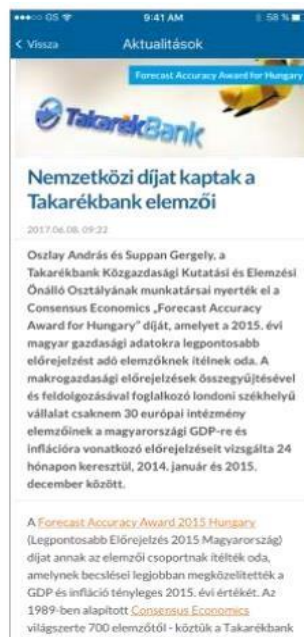 OS 9:41 AM 58 %
Vissza Aktualitások
Forecast Accuracy Award for Hungary
TakarékBank
Nemzetközi díjat kaptak a
Takarékbank elemzői
2017.06.08. 09:22
Oszlay András és Suppan Gergely, a
Takarékbank Közgazdasági Kutatási és Elemzési
Önálló Osztályának munkatársai nyerték el a
Consensus Economics „Forecast Accuracy
Award for Hungary” díját, amelyet a 2015. évi
magyar gazdasági adatokra legpontosabb
előrejelzést adó elemzőknek ítélnek oda. A
makrogazdasági előrejelzések összegyűjtésével
és feldolgozásával foglalkozó londoni székhelyű
vállalat csaknem 30 európai intézmény
elemzőinek a magyarországi GDP-re és
inflációra vonatkozó előrejelzéseit vizsgálta 24
hónapon keresztül, 2014. január és 2015.
december között.
A Forecast Accuracy Award 2015 Hungary
(Legpontosabb Előrejelzés 2015 Magyarország)
díjat annak az elemzői csoportnak ítélték oda,
amelynek becslései legjobban megközelítették a
GDP és infláció tényleges 2015. évi értékét. Az
1989-ben alapított Consensus Economics
világszerte 700 elemzőtől - köztük a Takarékbank